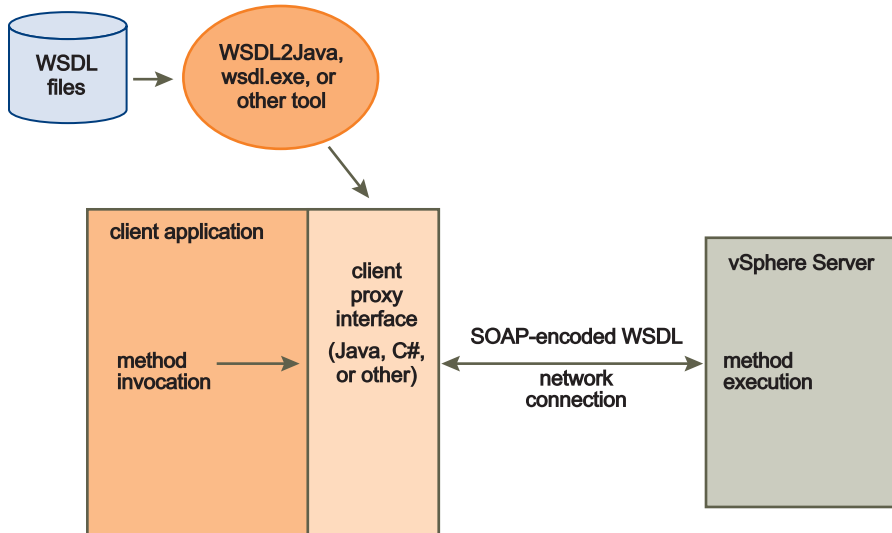 WSDL
files
WSDL2Java,
wsdl.exe, or
other tool
client application
client
proxy
interface
(Java, C#,
or other)
method
invocation
SOAP-encoded WSDL
network
connection
vSphere Server
method
execution